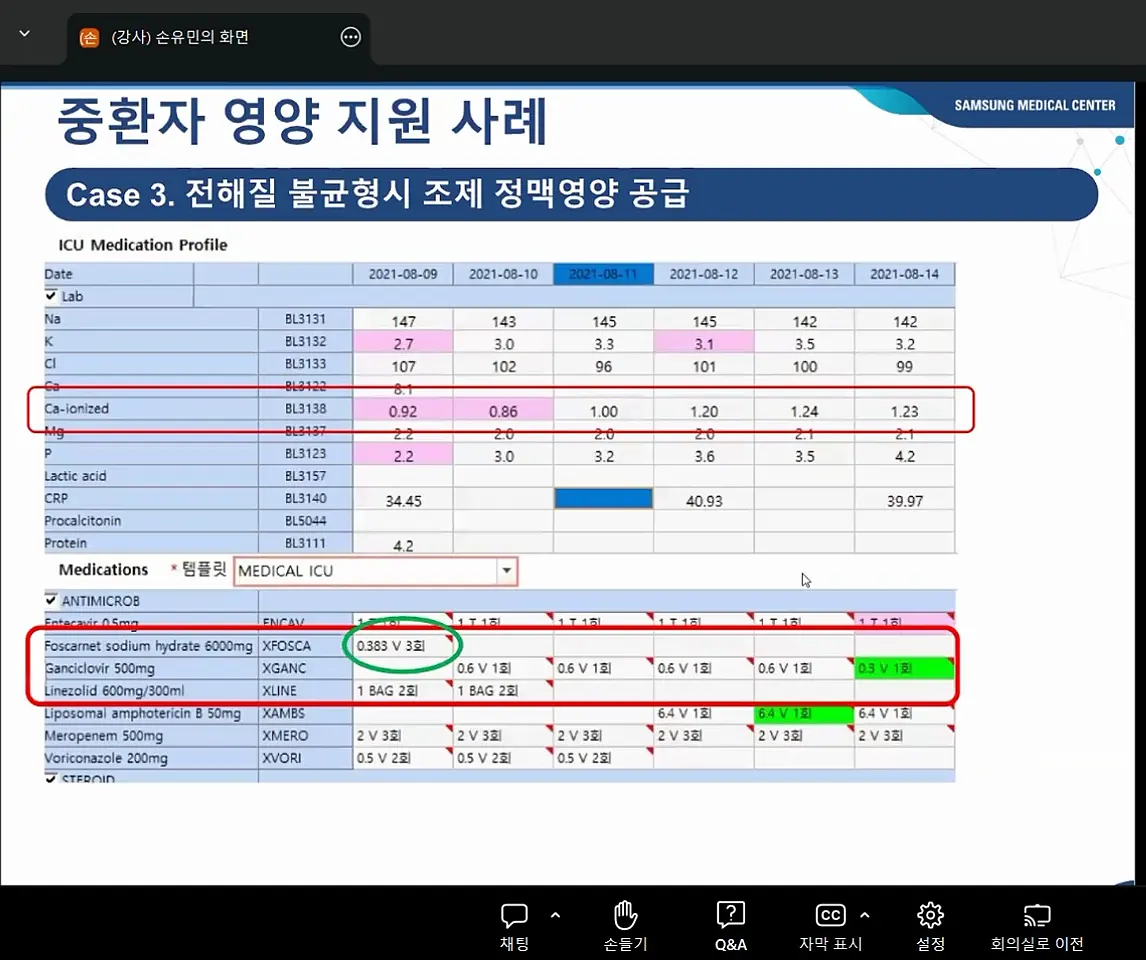 (손) (강사) 손유민의 화면
중환자 영양 지원 사례
SAMSUNG MEDICAL CENTER
Case 3. 전해질 불균형시 조제 정맥영양 공급
ICU Medication Profile
Date 2021-08-09 2021-08-10 2021-08-11 2021-08-12 2021-08-13 2021-08-14
Lab
Na BL3131 147 143 145 145 142 142
K BL3132 2.7 3.0 3.3 3.1 3.5 3.2
Cl BL3133 107 102 96 101 100 99
Ca BL3122 8.1
Ca-ionized BL3138 0.92 0.86 1.00 1.20 1.24 1.23
Mg BL3137 2.2 2.0 2.0 2.0 2.1 2.1
P BL3123 2.2 3.0 3.2 3.6 3.5 4.2
Lactic acid BL3157
CRP BL3140 34.45 40.93 39.97
Procalcitonin BL5044
Protein BL3111 4.2
Medications * 템플릿 MEDICAL ICU
ANTIMICROB
Entecavir 0.5mg ENCAV 1 T 1회 1 T 1회 1 T 1회 1 T 1회 1 T 1회 1 T 1회
Foscarnet sodium hydrate 6000mg XFOSCA 0.383 V 3회
Ganciclovir 500mg XGANC 0.6 V 1회 0.6 V 1회 0.6 V 1회 0.6 V 1회 0.3 V 1회
Linezolid 600mg/300ml XLINE 1 BAG 2회 1 BAG 2회
Liposomal amphotericin B 50mg XAMBS 6.4 V 1회 6.4 V 1회 6.4 V 1회
Meropenem 500mg XMERO 2 V 3회 2 V 3회 2 V 3회 2 V 3회 2 V 3회 2 V 3회
Voriconazole 200mg XVORI 0.5 V 2회 0.5 V 2회 0.5 V 2회
STEROID
채팅 손들기 Q&A CC 자막 표시 설정 회의실로 이전